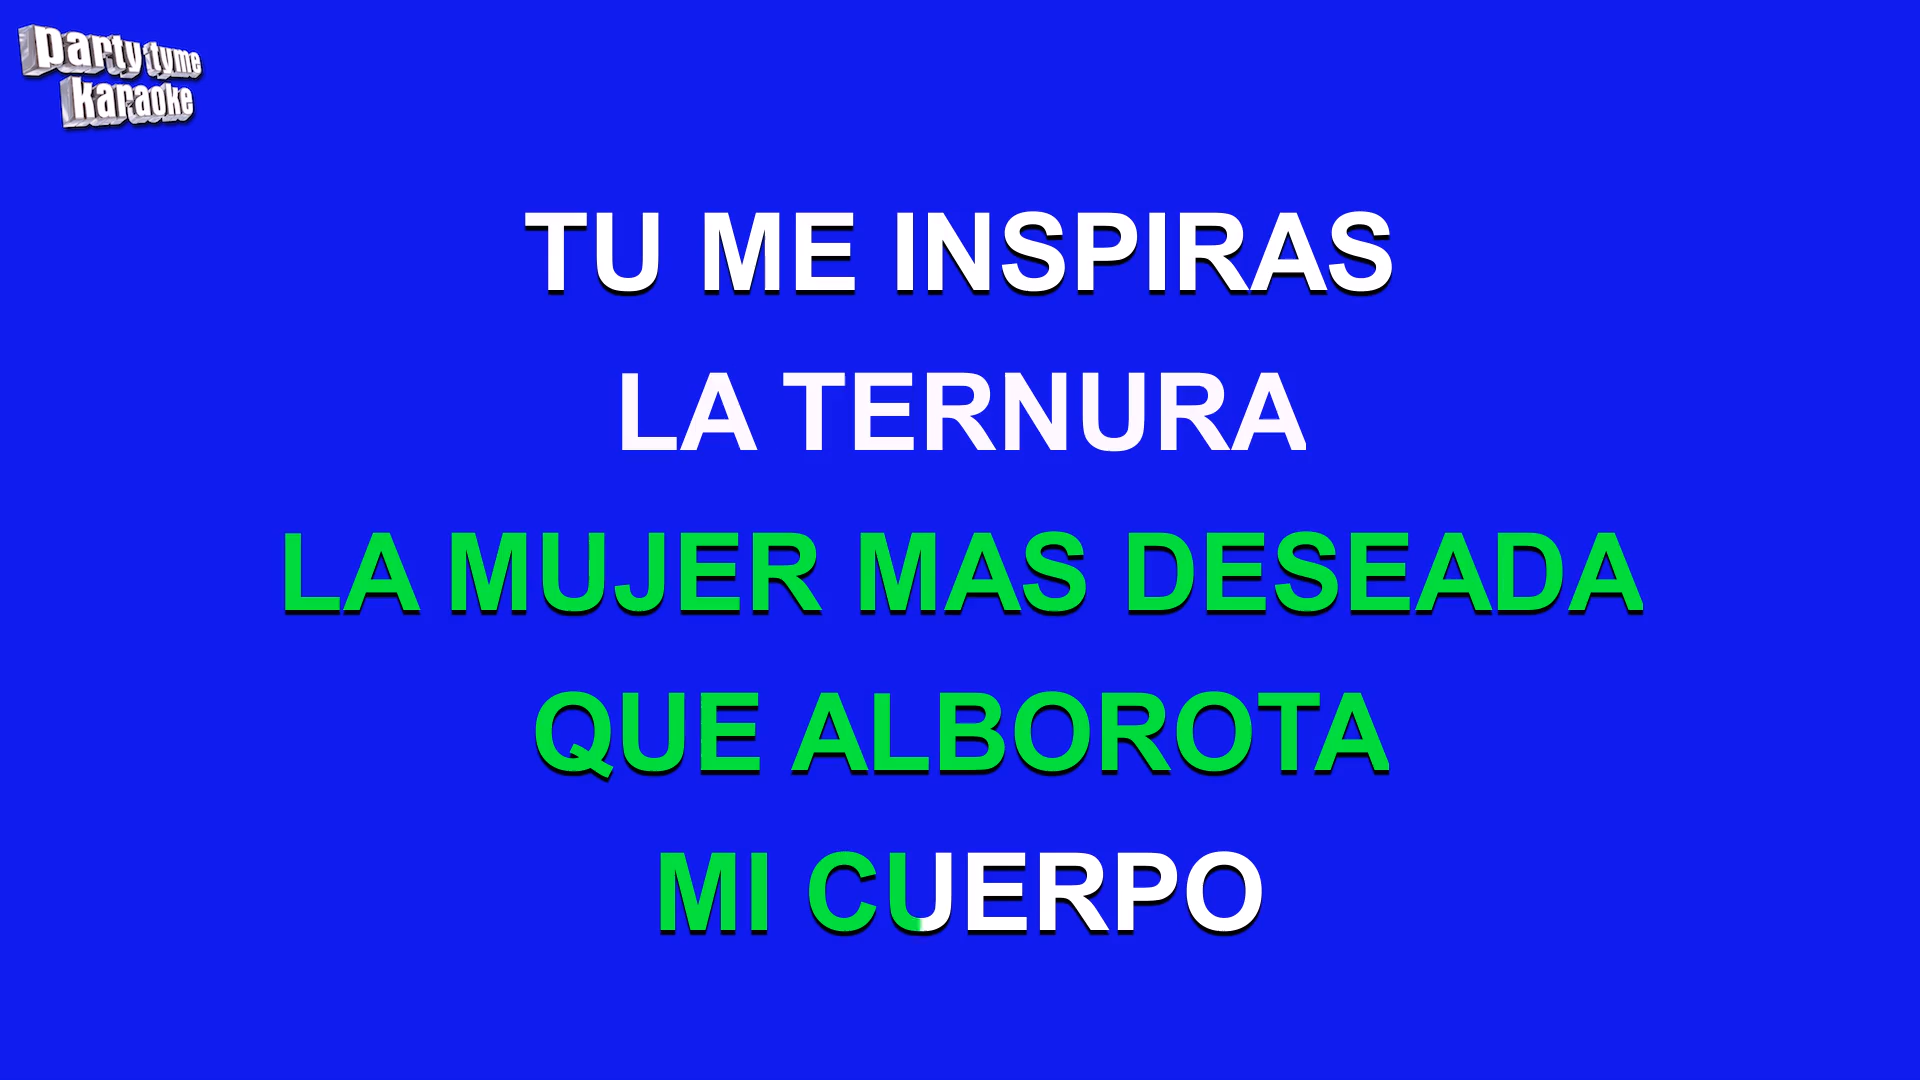 party tyme
karaoke
TU ME INSPIRAS
LA TERNURA
LA MUJER MAS DESEADA
QUE ALBOROTA
MI CUERPO